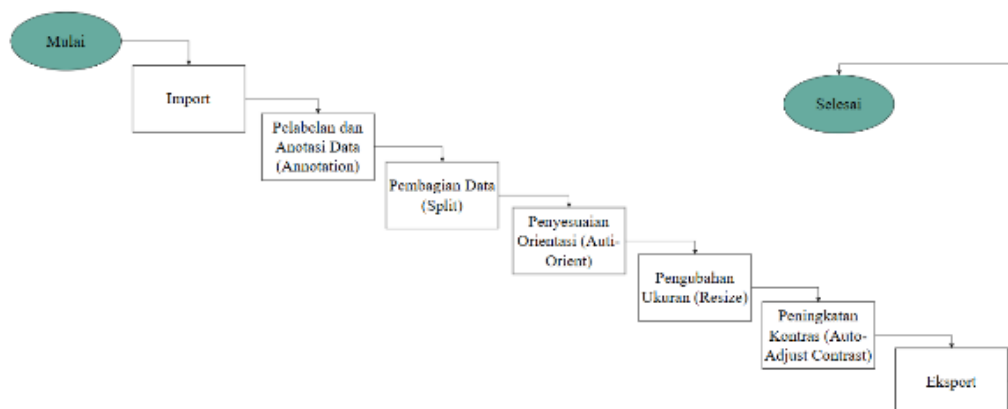 Mulai
Import
Pelabelan dan
Anotasi Data
(Annotation)
Pembagian Data
(Split)
Penyesuaian
Orientasi (Auti-
Orient)
Pengubahan
Ukuran (Resize)
Peningkatan
Kontras (Auto-
Adjust Contrast)
Eksport
Selesai